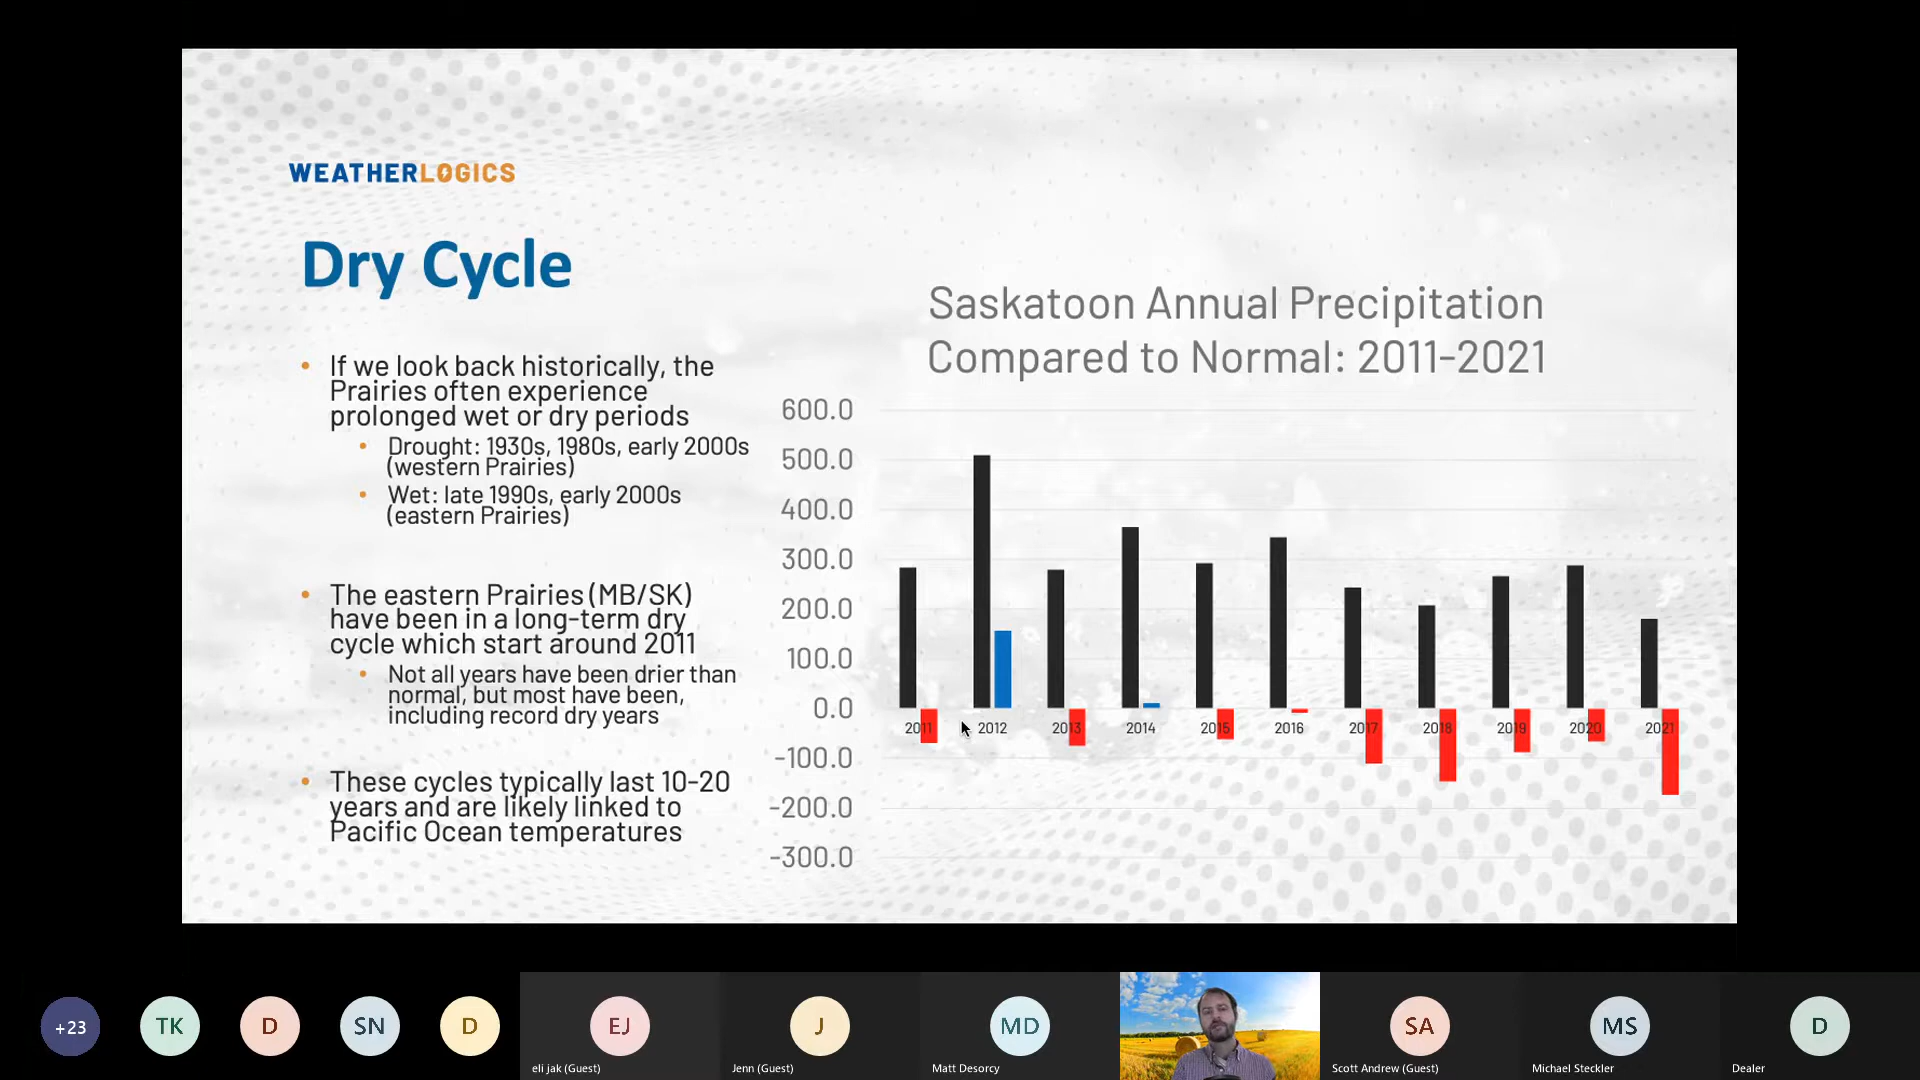 WEATHERLOGICS
Dry Cycle
• If we look back historically, the
Prairies often experience
prolonged wet or dry periods
• Drought: 1930s, 1980s, early 2000s
(western Prairies)
• Wet: late 1990s, early 2000s
(eastern Prairies)
• The eastern Prairies (MB/SK)
have been in a long-term dry
cycle which start around 2011
• Not all years have been drier than
normal, but most have been,
including record dry years
• These cycles typically last 10-20
years and are likely linked to
Pacific Ocean temperatures
Saskatoon Annual Precipitation
Compared to Normal: 2011-2021
600.0
500.0
400.0
300.0
200.0
100.0
0.0
-100.0
-200.0
-300.0
2011 2012 2013 2014 2015 2016 2017 2018 2019 2020 2021
+23 TK D SN D EJ J MD SA MS D
eli jak (Guest) Jenn (Guest) Matt Desorcy Scott Andrew (Guest) Michael Steckler Dealer